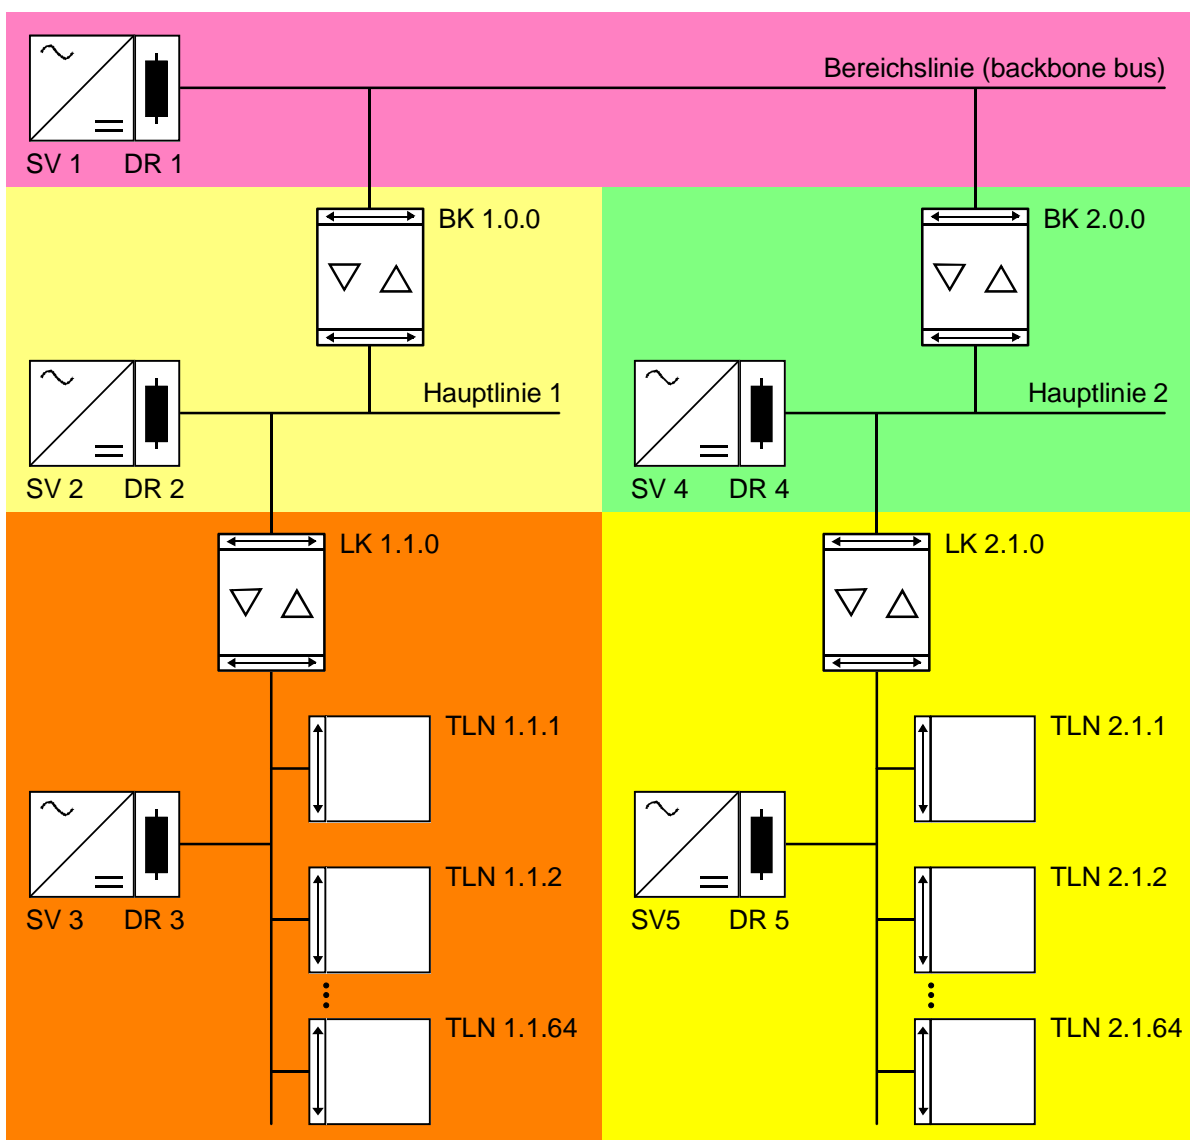 Bereichslinie (backbone bus)
SV 1 DR 1
BK 1.0.0
BK 2.0.0
Hauptlinie 1
Hauptlinie 2
SV 2 DR 2
SV 4 DR 4
LK 1.1.0
LK 2.1.0
TLN 1.1.1
TLN 2.1.1
TLN 1.1.2
TLN 2.1.2
SV 3 DR 3
SV5 DR 5
TLN 1.1.64
TLN 2.1.64